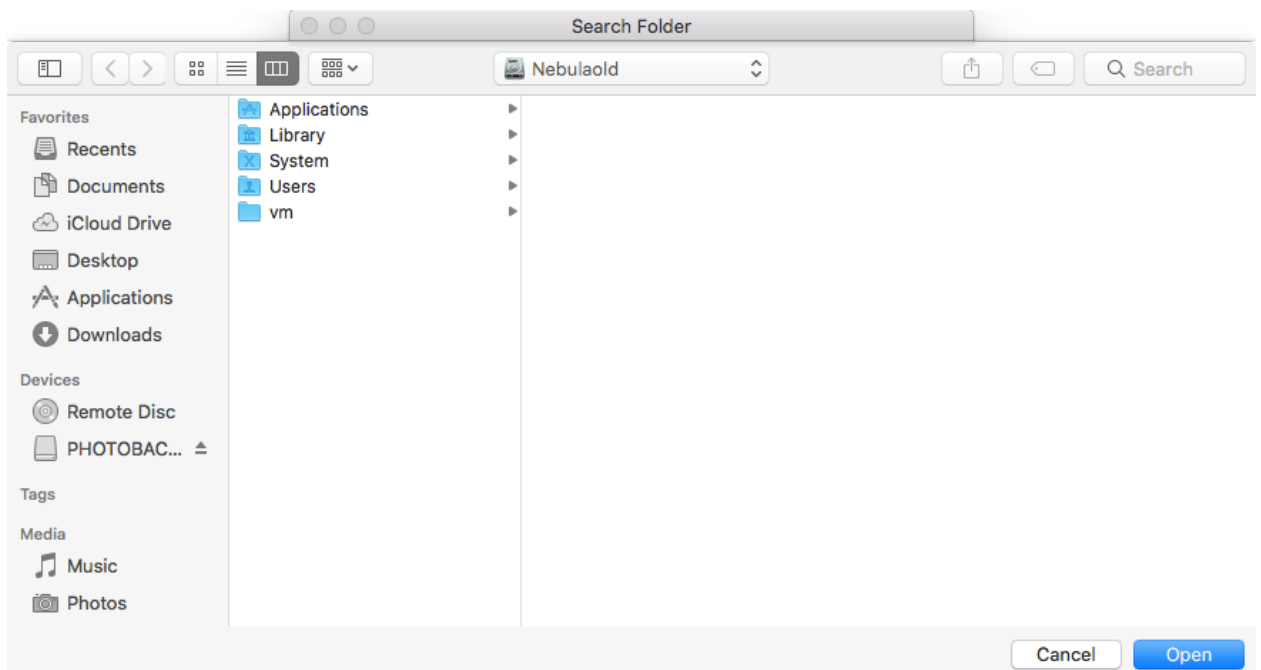 Search Folder
Nebulaold
Search
Favorites
Recents
Documents
iCloud Drive
Desktop
Applications
Downloads
Devices
Remote Disc
PHOTOBAC...
Tags
Media
Music
Photos
Applications
Library
System
Users
vm
Cancel
Open